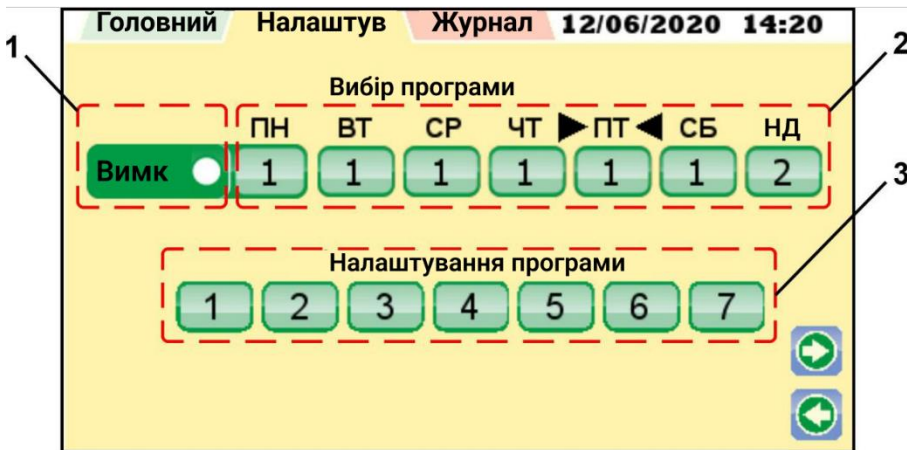 Головний Налаштув Журнал 12/06/2020 14:20
1
2
Вибір програми
ПН ВТ СР ЧТ ПТ СБ НД
Вимк 1 1 1 1 1 1 2
3
Налаштування програми
1 2 3 4 5 6 7